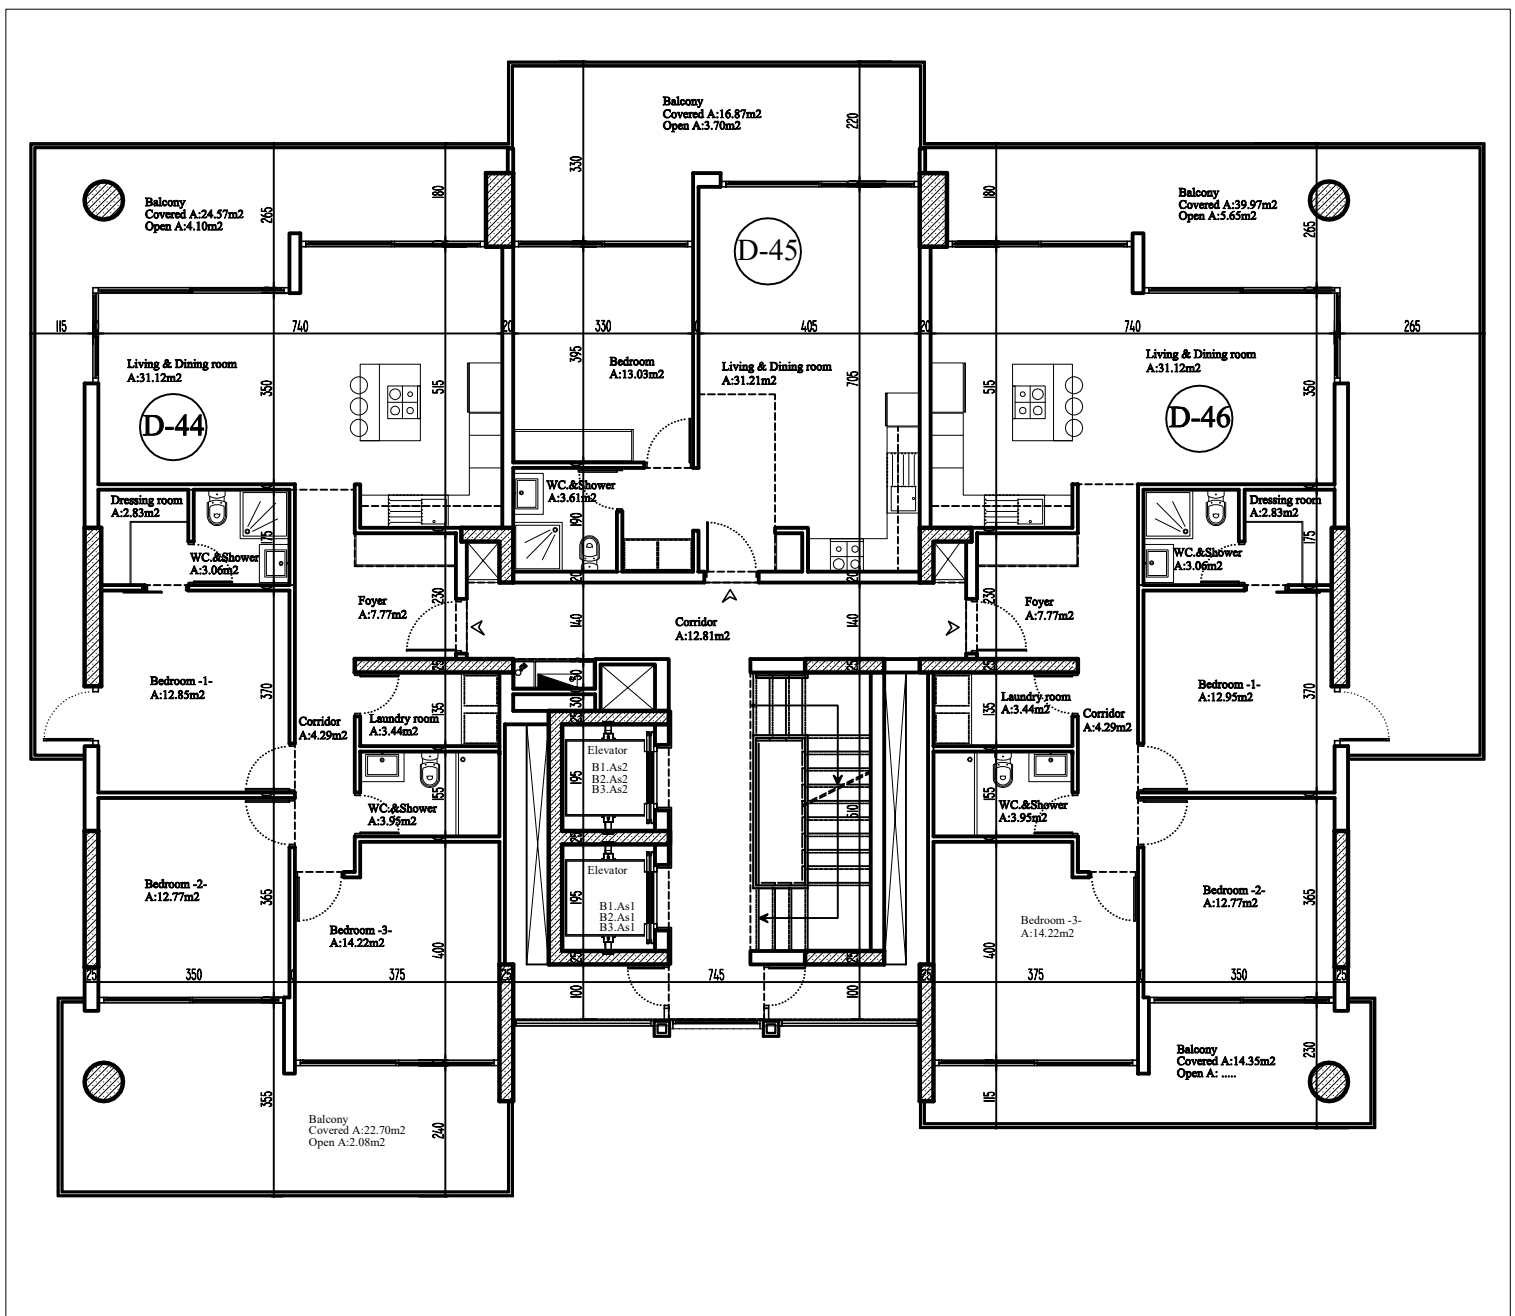 Balcony
Covered A:16.87m2
Open A:3.70m2
220
330
Balcony
Covered A:24.57m2
Open A:4.10m2
265
180
D-45
180
Balcony
Covered A:39.97m2
Open A:5.65m2
265
115
740
20
330
405
20
740
265
Living & Dining room
A:31.12m2
350
515
395
Bedroom
A:13.03m2
Living & Dining room
A:31.21m2
705
515
Living & Dining room
A:31.12m2
350
D-44
D-46
Dressing room
A:2.83m2
WC.&Shower
A:3.06m2
175
WC.&Shower
A:3.61m2
190
20
20
Dressing room
A:2.83m2
WC.&Shower
A:3.06m2
175
Foyer
A:7.77m2
230
140
Corridor
A:12.81m2
140
230
Foyer
A:7.77m2
25
25
25
Bedroom -1-
A:12.85m2
370
Corridor
A:4.29m2
Laundry room
A:3.44m2
135
30
25
135
Laundry room
A:3.44m2
Corridor
A:4.29m2
Bedroom -1-
A:12.95m2
370
Elevator
B1.As2
B2.As2
B3.As2
195
WC.&Shower
A:3.95m2
155
25
510
155
WC.&Shower
A:3.95m2
Bedroom -2-
A:12.77m2
365
Elevator
B1.As1
B2.As1
B3.As1
195
Bedroom -2-
A:12.77m2
365
Bedroom -3-
A:14.22m2
400
25
25
400
Bedroom -3-
A:14.22m2
25
350
375
25
745
25
375
350
25
100
100
Balcony
Covered A:14.35m2
Open A: .....
230
115
355
Balcony
Covered A:22.70m2
Open A:2.08m2
240